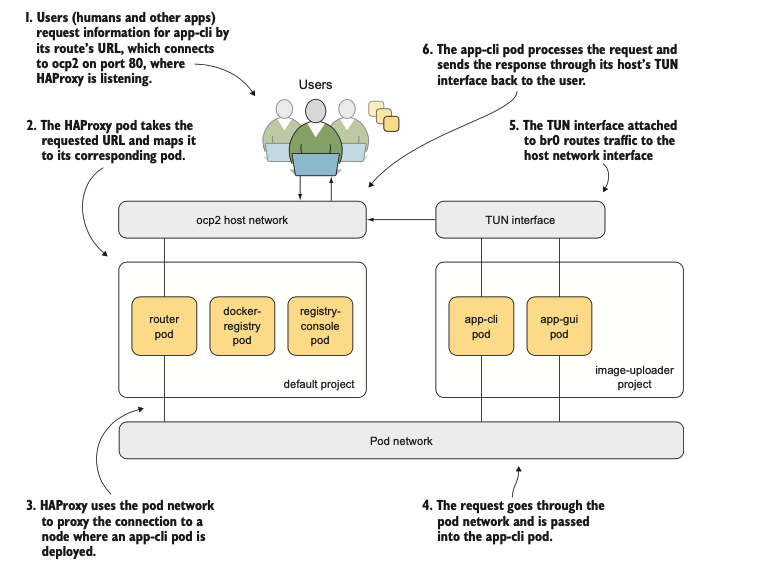 1. Users (humans and other apps)
request information for app-cli by
its route's URL, which connects
to ocp2 on port 80, where
HAProxy is listening.
Users
6. The app-cli pod processes the request and
sends the response through its host's TUN
interface back to the user.
2. The HAProxy pod takes the
requested URL and maps it
to its corresponding pod.
5. The TUN interface attached
to br0 routes traffic to the
host network interface
ocp2 host network
TUN interface
router
pod
docker-
registry
pod
registry-
console
pod
default project
app-cli
pod
app-gui
pod
image-uploader
project
Pod network
3. HAProxy uses the pod network
to proxy the connection to a
node where an app-cli pod is
deployed.
4. The request goes through the
pod network and is passed
into the app-cli pod.